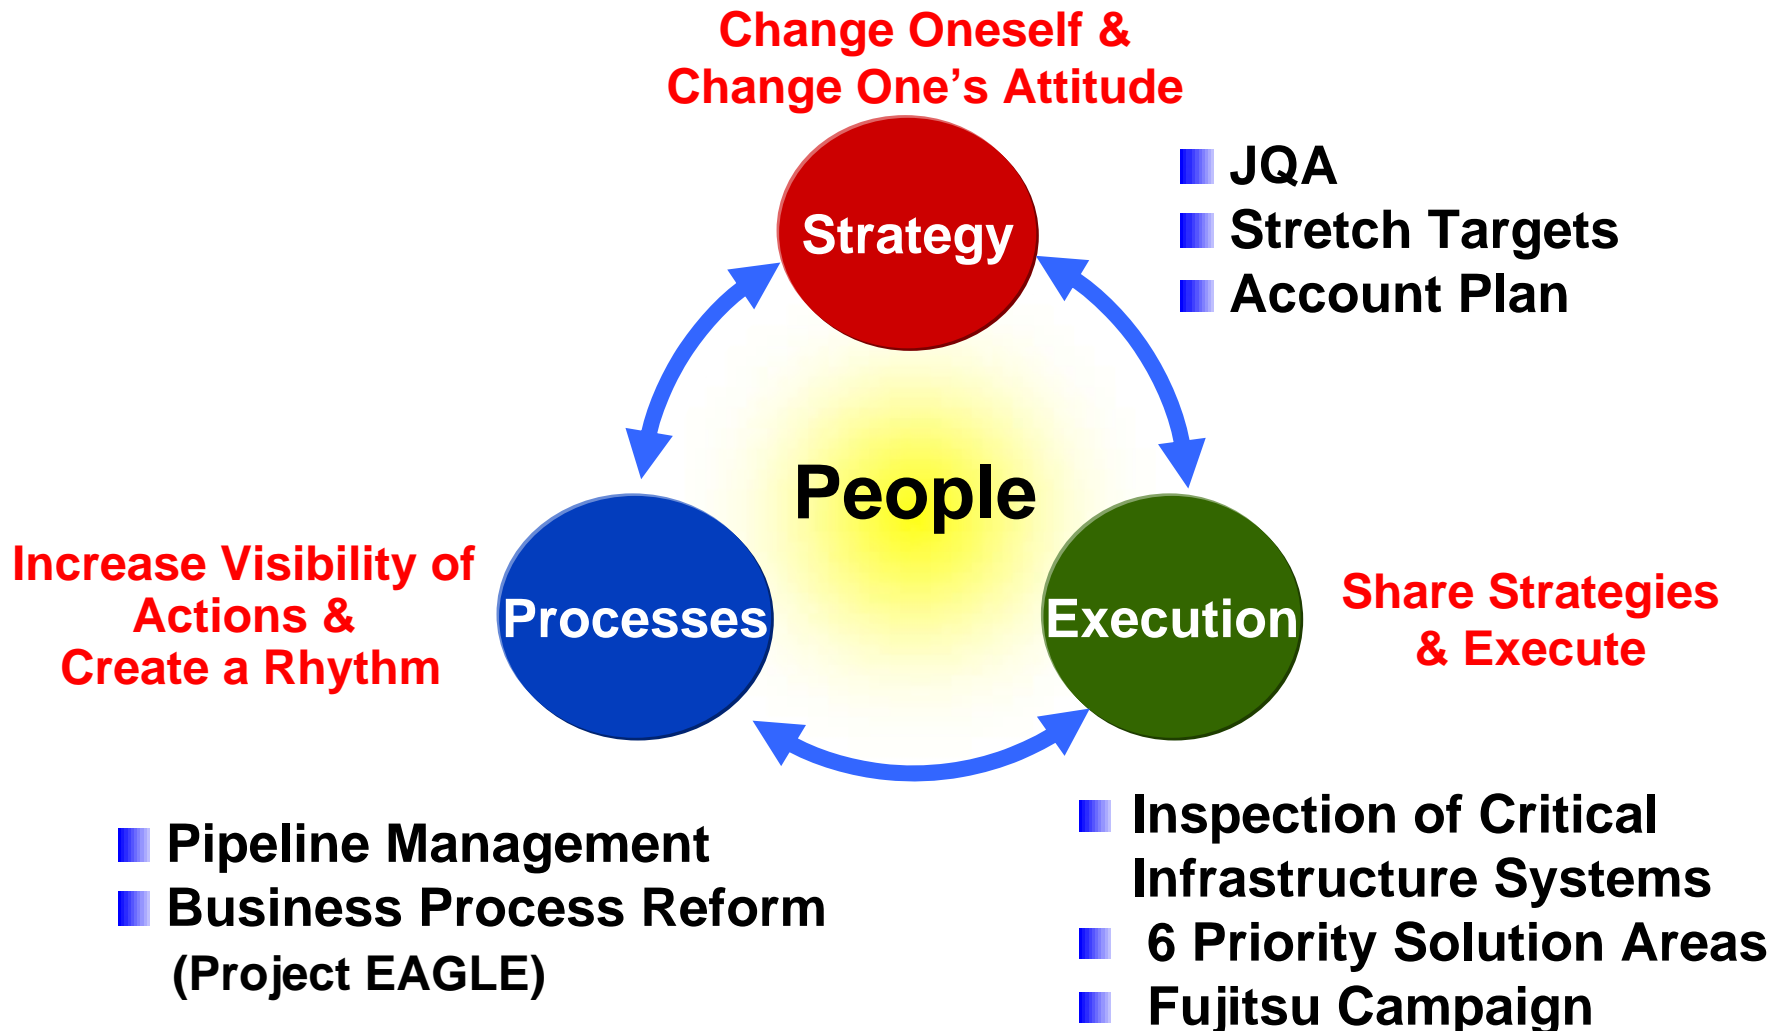 Change Oneself &
Change One’s Attitude
Strategy
JQA
Stretch Targets
Account Plan
People
Increase Visibility of
Actions &
Create a Rhythm
Processes
Execution
Share Strategies
& Execute
Pipeline Management
Business Process Reform
(Project EAGLE)
Inspection of Critical
Infrastructure Systems
6 Priority Solution Areas
Fujitsu Campaign